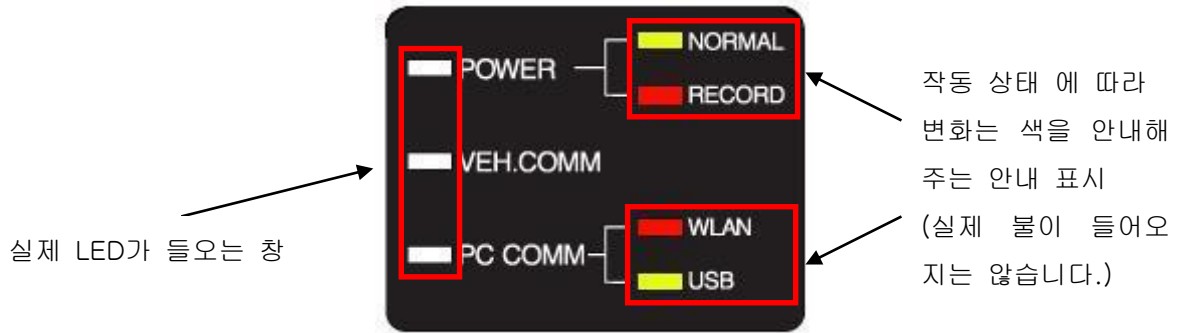 POWER
NORMAL
RECORD
VEH.COMM
PC COMM
WLAN
USB
실제 LED가 들오는 창
작동 상태 에 따라
변화는 색을 안내해
주는 안내 표시
(실제 불이 들어오
지는 않습니다.)